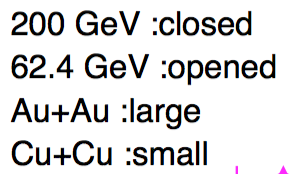 200 GeV :closed
62.4 GeV :opened
Au+Au :large
Cu+Cu :small